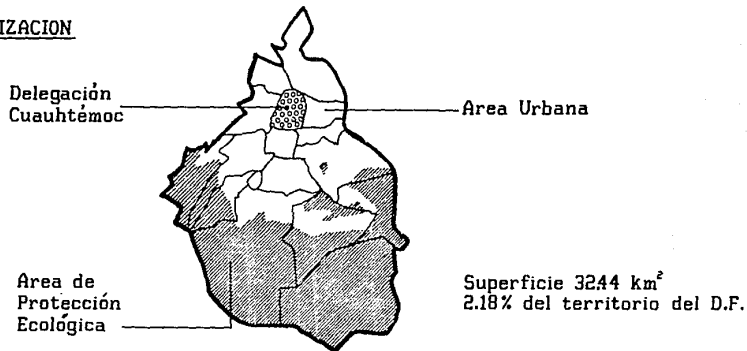 IZACION
Delegación
Cuauhtémoc
Area Urbana
Area de
Protección
Ecológica
Superficie 32.44 km²
2.18% del territorio del D.F.